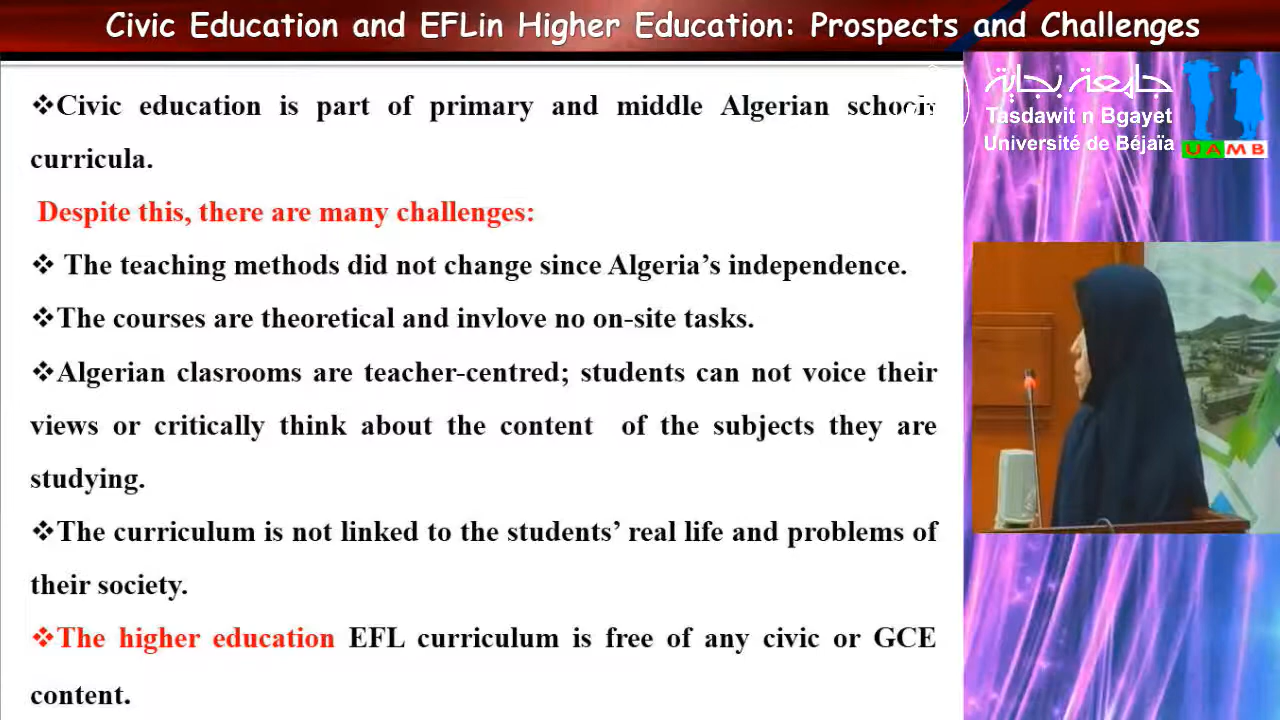 Civic Education and EFLin Higher Education: Prospects and Challenges
❖Civic education is part of primary and middle Algerian school
curricula.
Despite this, there are many challenges:
❖ The teaching methods did not change since Algeria’s independence.
❖The courses are theoretical and invlove no on-site tasks.
❖Algerian clasrooms are teacher-centred; students can not voice their
views or critically think about the content of the subjects they are
studying.
❖The curriculum is not linked to the students’ real life and problems of
their society.
❖The higher education EFL curriculum is free of any civic or GCE
content.
جامعة بجاية
Tasdawit n Bgayet
Université de Béjaïa
UAMB